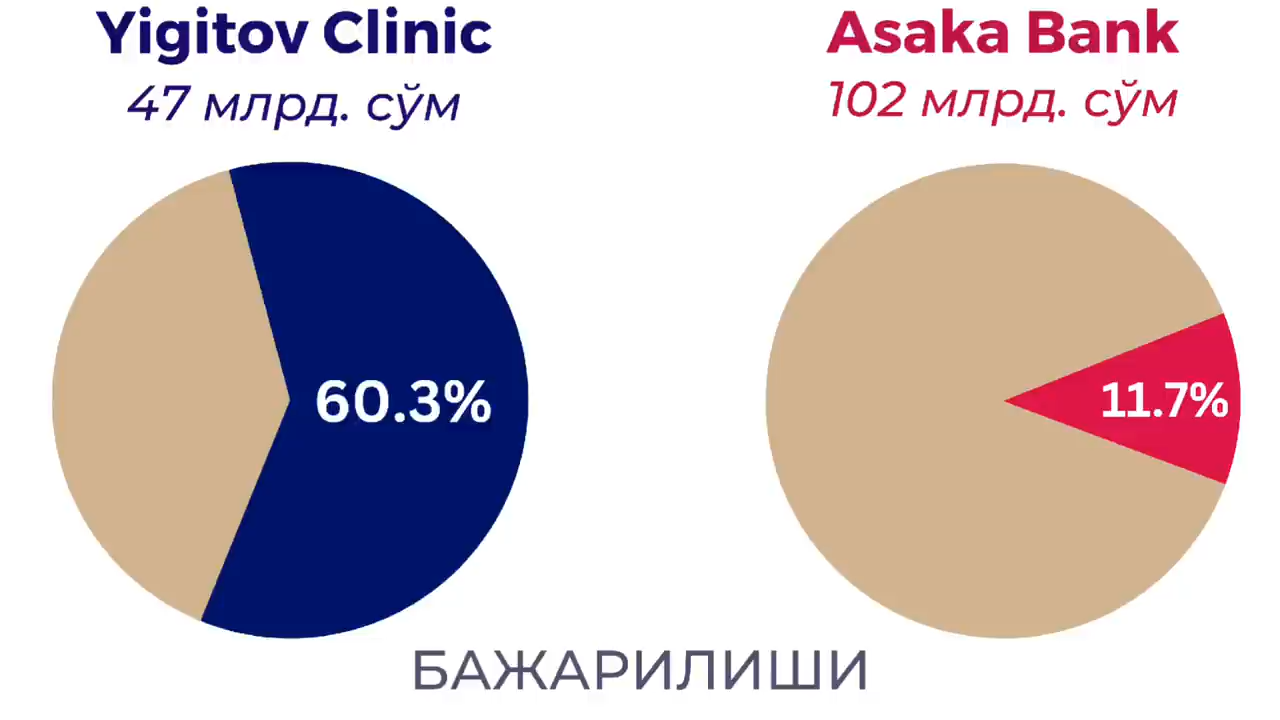 Yigitov Clinic
47 млрд. сўм
Asaka Bank
102 млрд. сўм
60.3%
11.7%
БАЖАРИЛИШИ